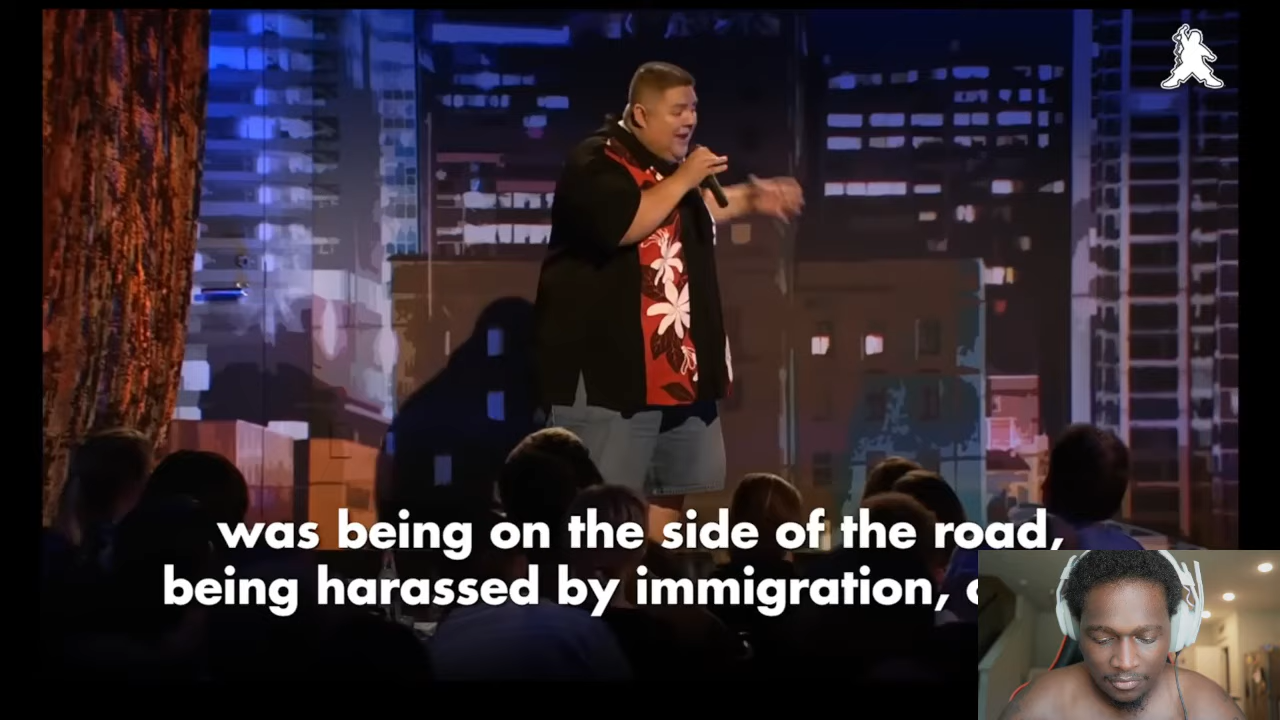 was being on the side of the road,
being harassed by immigration,